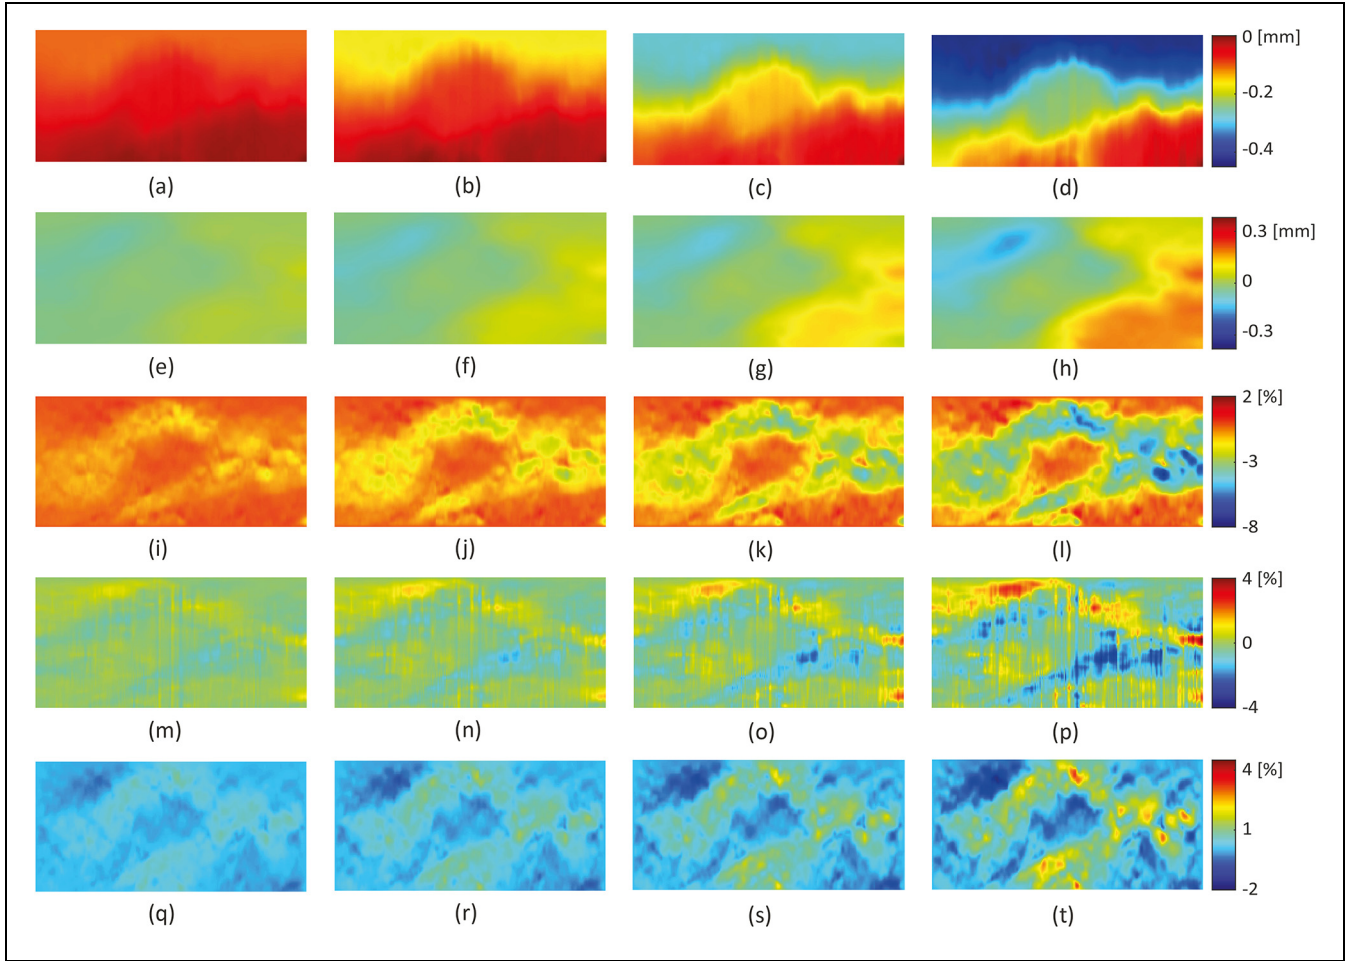 0 [mm]
-0.2
-0.4
(a) (b) (c) (d)
0.3 [mm]
0
-0.3
(e) (f) (g) (h)
2 [%]
-3
-8
(i) (j) (k) (l)
4 [%]
0
-4
(m) (n) (o) (p)
4 [%]
1
-2
(q) (r) (s) (t)